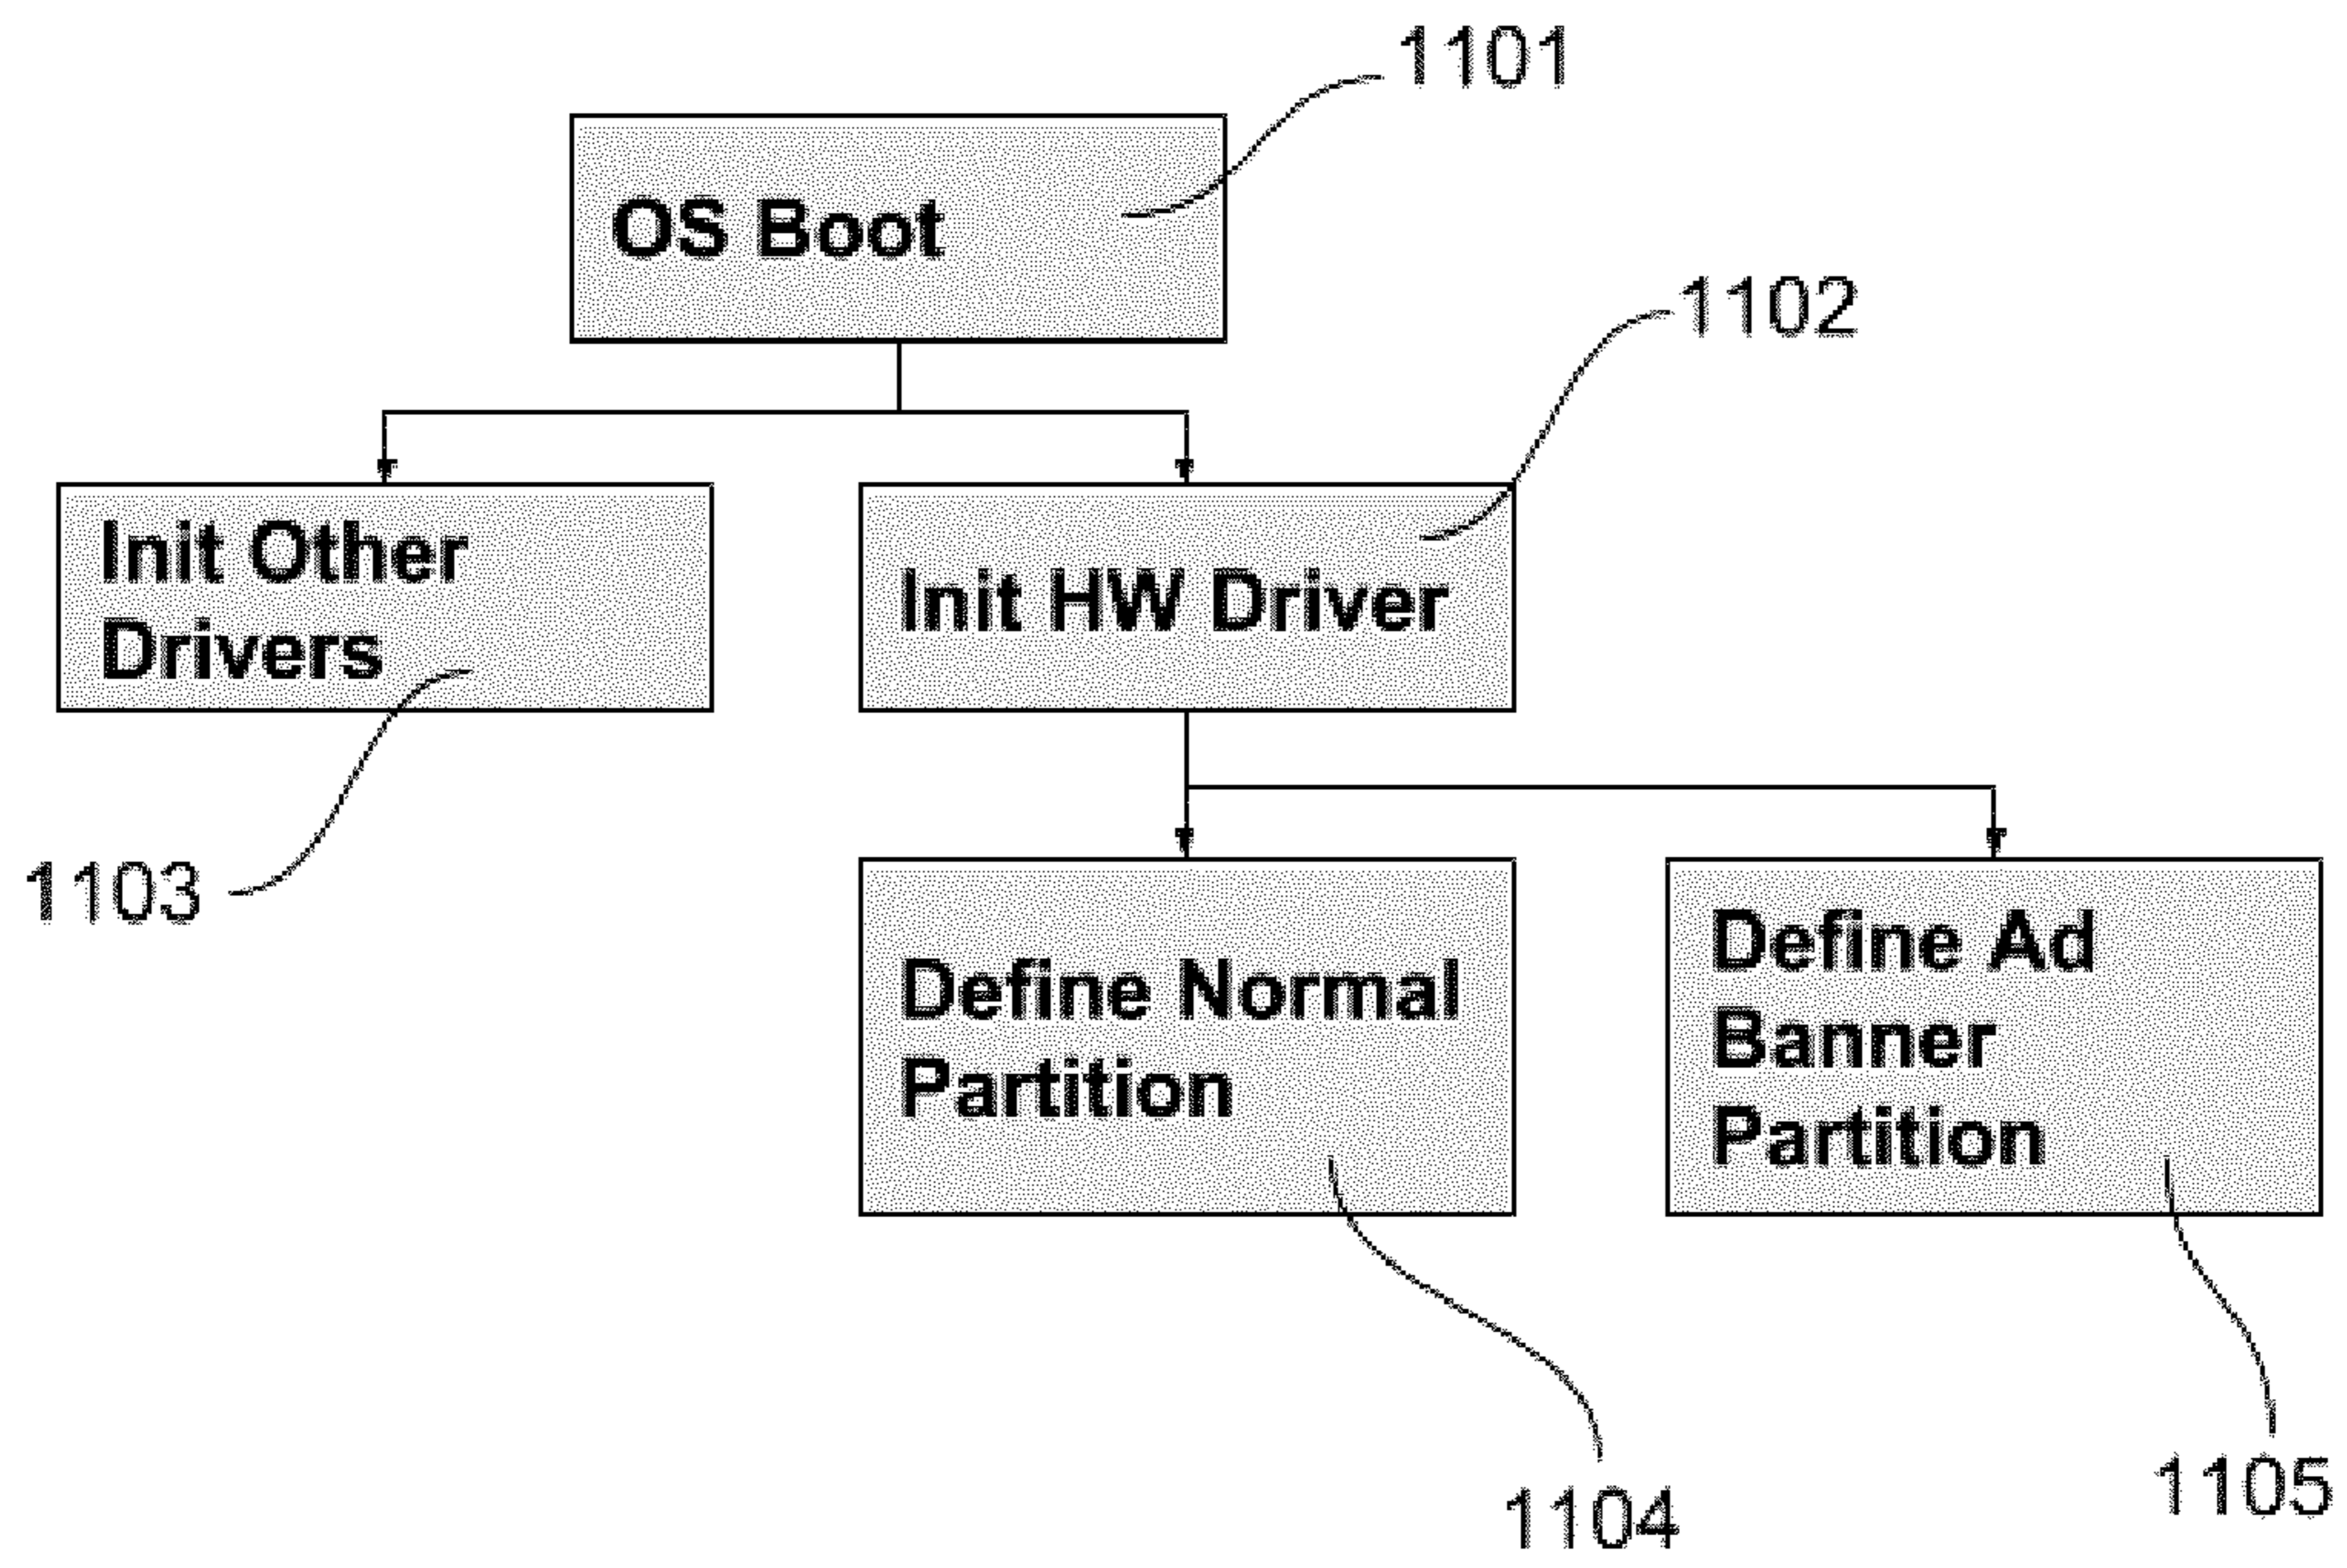 1101
OS Boot
1102
Init Other
Drivers
Init HW Driver
1103
Define Normal
Partition
Define Ad
Banner
Partition
1104
1105